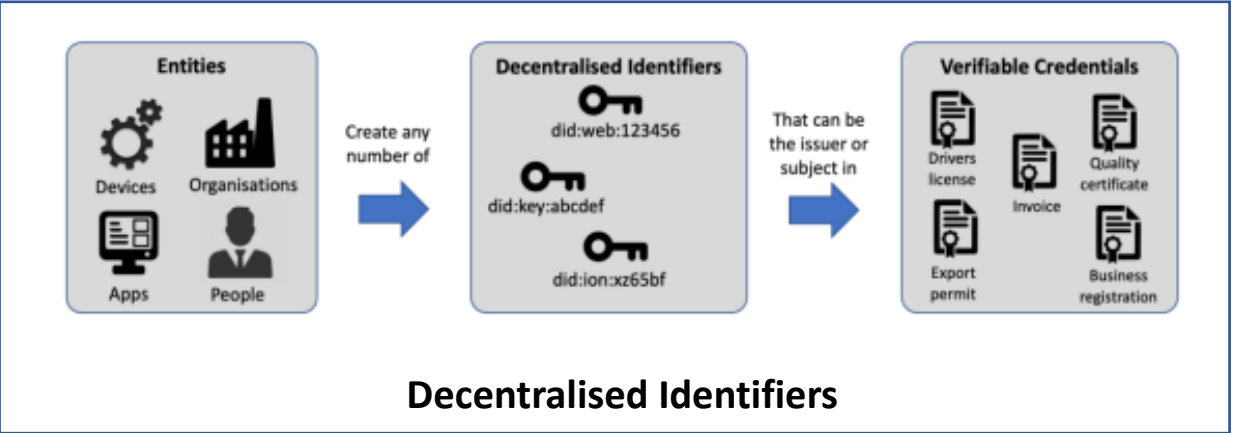 Entities
Devices
Organisations
Apps
People
Create any
number of
Decentralised Identifiers
did:web:123456
did:key:abcdef
did:ion:xz65bf
That can be
the issuer or
subject in
Verifiable Credentials
Drivers
license
Invoice
Quality
certificate
Export
permit
Business
registration
Decentralised Identifiers